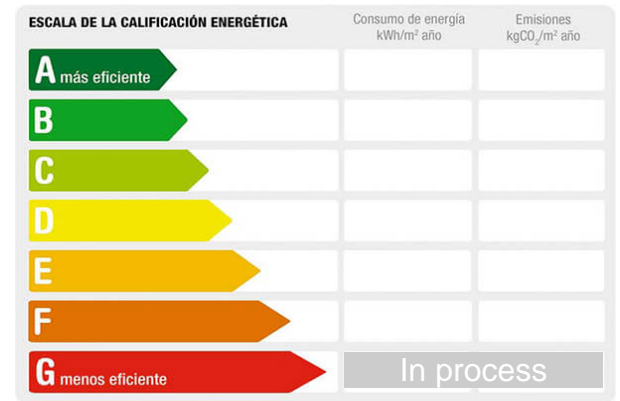 ESCALA DE LA CALIFICACIÓN ENERGÉTICA
Consumo de energía
kWh/m² año
Emisiones
kgCO₂/m² año
A más eficiente
B
C
D
E
F
G menos eficiente
In process